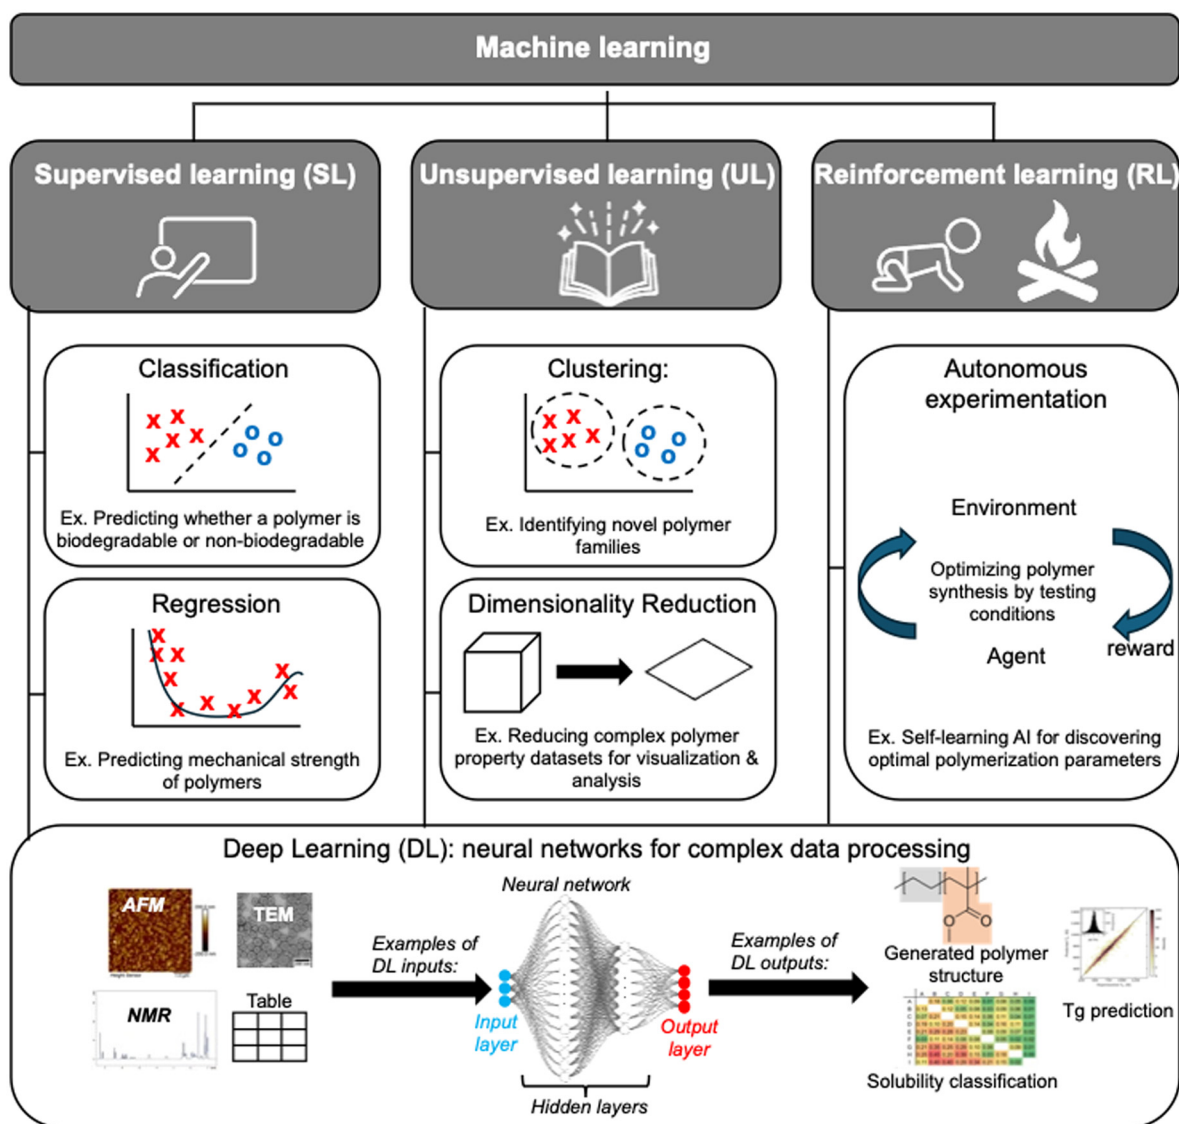 Machine learning
Supervised learning (SL)
Unsupervised learning (UL)
Reinforcement learning (RL)
Classification
Ex. Predicting whether a polymer is
biodegradable or non-biodegradable
Regression
Ex. Predicting mechanical strength
of polymers
Clustering:
Ex. Identifying novel polymer
families
Dimensionality Reduction
Ex. Reducing complex polymer
property datasets for visualization &
analysis
Autonomous
experimentation
Environment
Optimizing polymer
synthesis by testing
conditions
Agent
reward
Ex. Self-learning AI for discovering
optimal polymerization parameters
Deep Learning (DL): neural networks for complex data processing
AFM
TEM
NMR
Table
Examples of
DL inputs:
Neural network
Input
layer
Hidden layers
Output
layer
Examples of
DL outputs:
O
O
Generated polymer
structure
Solubility classification
Tg prediction